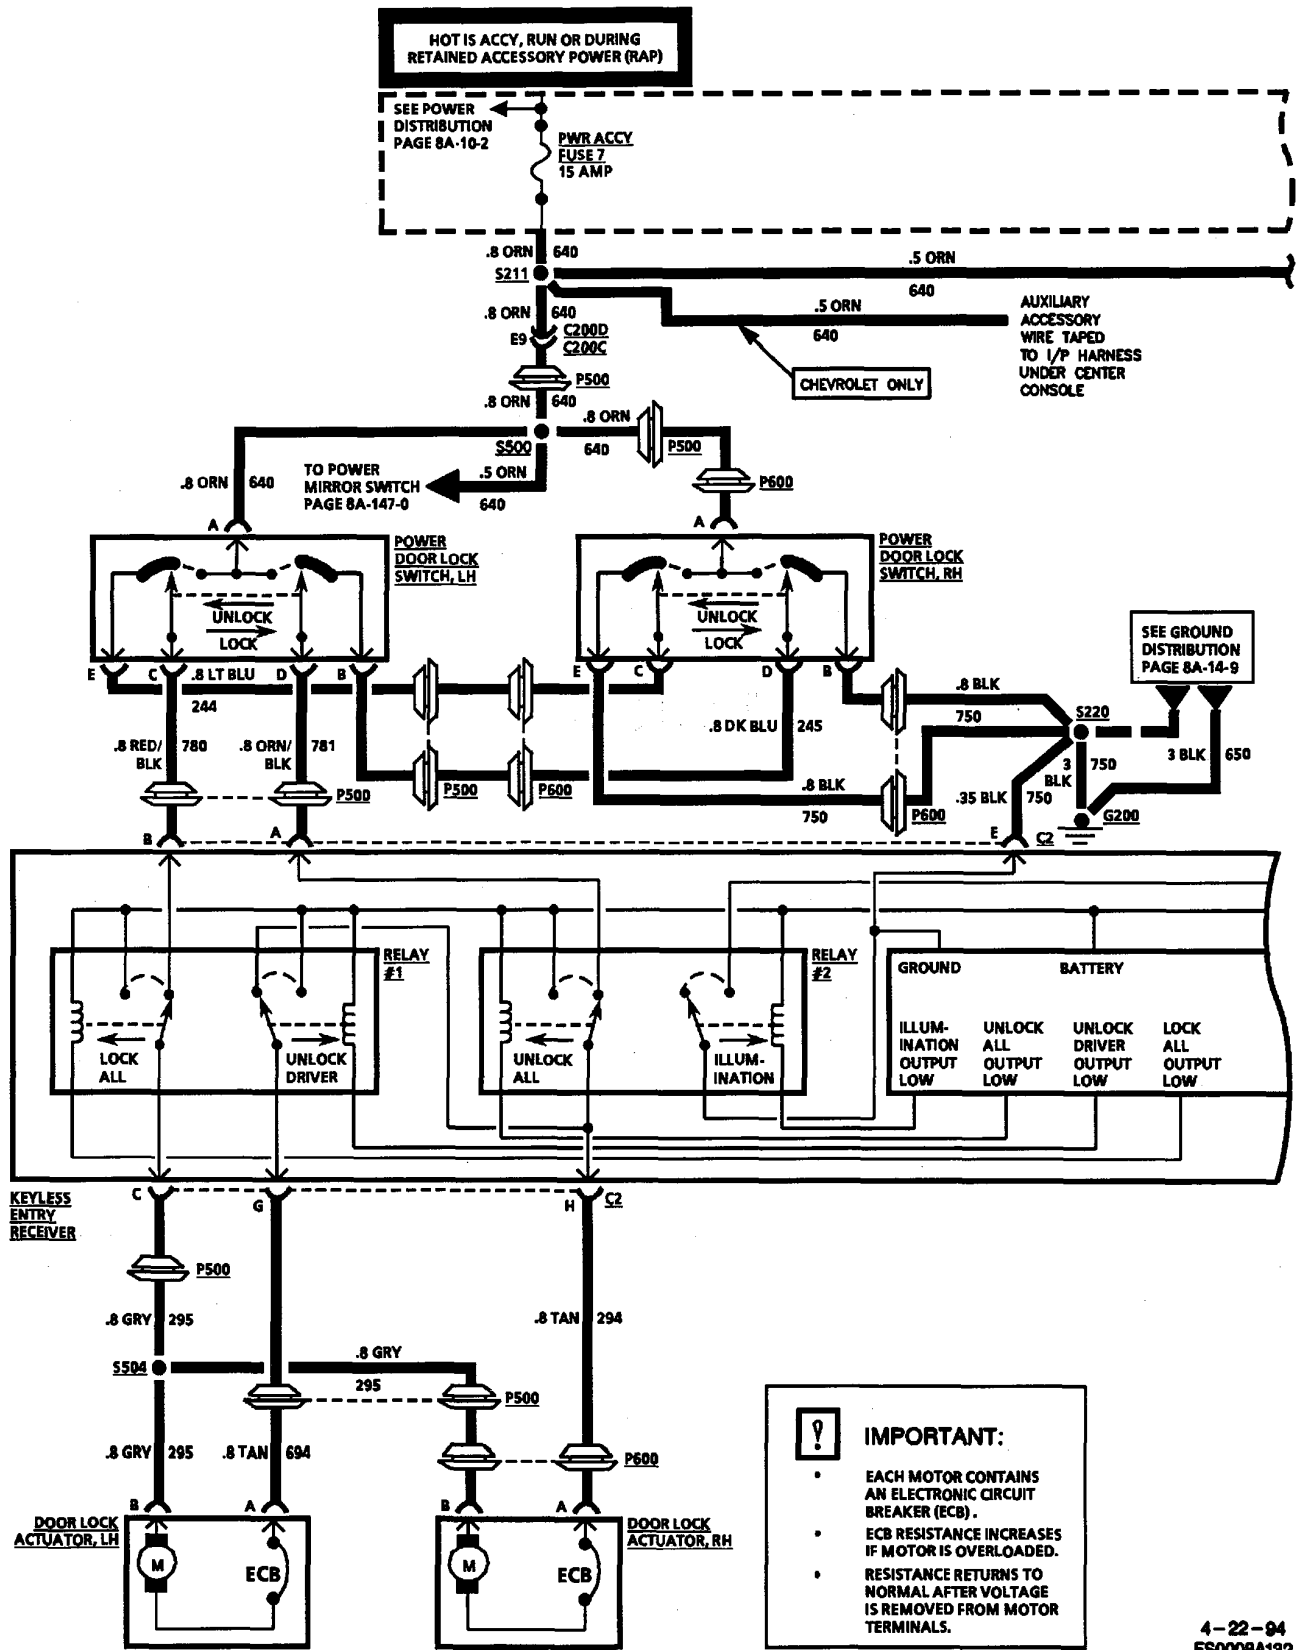 HOT IS ACCY, RUN OR DURING
RETAINED ACCESSORY POWER (RAP)
SEE POWER
DISTRIBUTION
PAGE 8A-10-2
PWR ACCY
FUSE 7
15 AMP
.8 ORN 640
S211
.5 ORN
640
.8 ORN 640
.5 ORN
640
AUXILIARY
ACCESSORY
WIRE TAPED
TO I/P HARNESS
UNDER CENTER
CONSOLE
E9
C200D
C200C
CHEVROLET ONLY
P500
.8 ORN 640
.8 ORN
640
S500
P500
.8 ORN 640
TO POWER
MIRROR SWITCH
PAGE 8A-147-0
.5 ORN
640
P600
A
A
POWER
DOOR LOCK
SWITCH, LH
UNLOCK
LOCK
POWER
DOOR LOCK
SWITCH, RH
UNLOCK
LOCK
SEE GROUND
DISTRIBUTION
PAGE 8A-14-9
E C .8 LT BLU D B
244
E C D B
.8 BLK
750
S220
.8 RED/
BLK
780
.8 ORN/
BLK
781
.8 DK BLU 245
3
BLK
750
3 BLK 650
P500
P500
P600
.8 BLK
750
P600
.35 BLK 750
G200
B A E C2
RELAY
#1
LOCK
ALL
UNLOCK
DRIVER
RELAY
#2
UNLOCK
ALL
ILLUM-
INATION
GROUND BATTERY
ILLUM-
INATION
OUTPUT
LOW
UNLOCK
ALL
OUTPUT
LOW
UNLOCK
DRIVER
OUTPUT
LOW
LOCK
ALL
OUTPUT
LOW
KEYLESS
ENTRY
RECEIVER
C G H C2
P500
.8 GRY 295
.8 TAN 294
S504
.8 GRY
295
P500
.8 GRY 295
.8 TAN 694
P600
B A
B A
DOOR LOCK
ACTUATOR, LH
M
ECB
DOOR LOCK
ACTUATOR, RH
M
ECB
! IMPORTANT:
• EACH MOTOR CONTAINS
AN ELECTRONIC CIRCUIT
BREAKER (ECB).
• ECB RESISTANCE INCREASES
IF MOTOR IS OVERLOADED.
• RESISTANCE RETURNS TO
NORMAL AFTER VOLTAGE
IS REMOVED FROM MOTOR
TERMINALS.
4-22-94